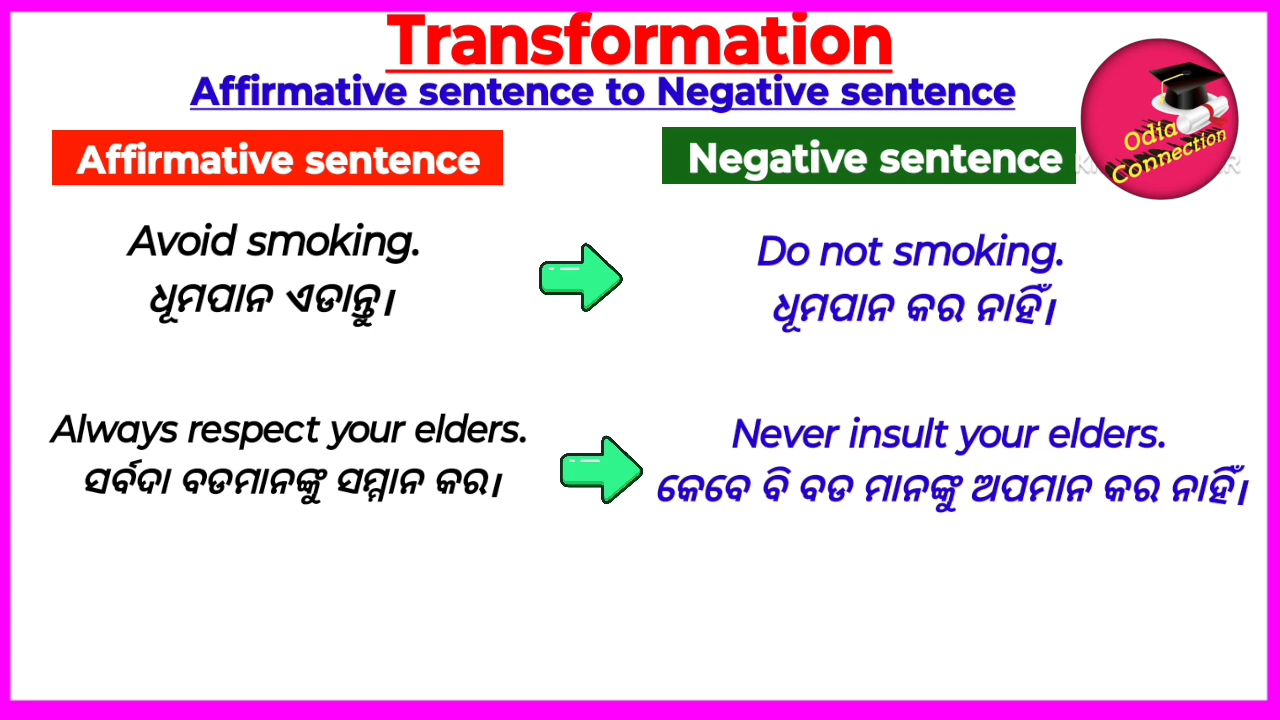 Transformation
Affirmative sentence to Negative sentence
Affirmative sentence
Negative sentence
Odia
Connection
Avoid smoking.
ଧୂମପାନ ଏଡାନ୍ତୁ।
Do not smoking.
ଧୂମପାନ କର ନାହିଁ।
Always respect your elders.
ସର୍ବଦା ବଡମାନଙ୍କୁ ସମ୍ମାନ କର।
Never insult your elders.
କେବେ ବି ବଡ ମାନଙ୍କୁ ଅପମାନ କର ନାହିଁ।